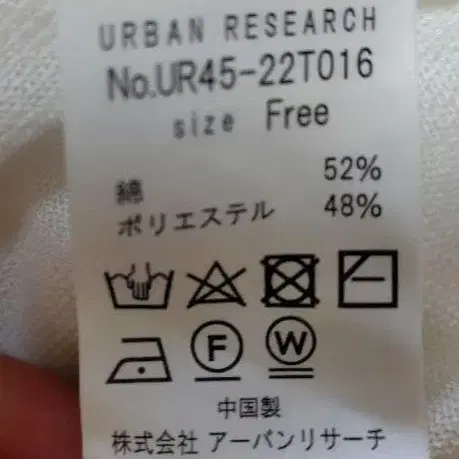 URBAN RESEARCH
No.UR45-22T016
size Free
綿 52%
ポリエステル 48%
F W
中国製
株式会社 アーバンリサーチ